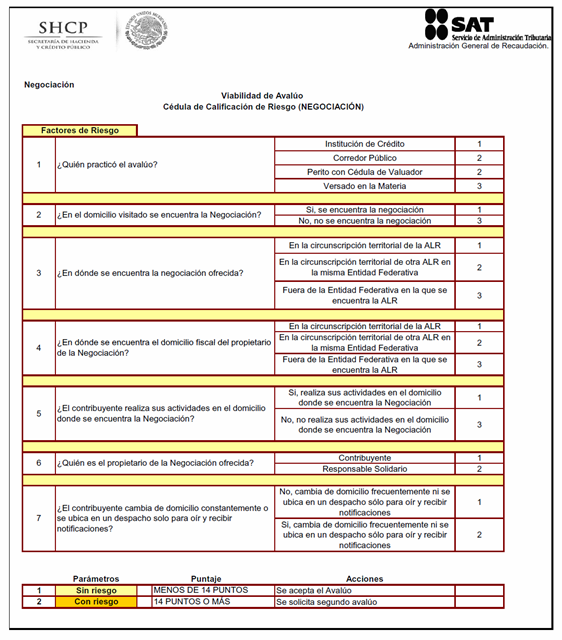 SHCP
SECRETARÍA DE HACIENDA
Y CRÉDITO PÚBLICO
ESTADOS UNIDOS MEXICANOS
SAT
Servicio de Administración Tributaria
Administración General de Recaudación.
Negociación
Viabilidad de Avalúo
Cédula de Calificación de Riesgo (NEGOCIACIÓN)
Factores de Riesgo
1 ¿Quién practicó el avalúo?
Institución de Crédito 1
Corredor Público 2
Perito con Cédula de Valuador 2
Versado en la Materia 3
2 ¿En el domicilio visitado se encuentra la Negociación?
Si, se encuentra la negociación 1
No, no se encuentra la negociación 3
3 ¿En dónde se encuentra la negociación ofrecida?
En la circunscripción territorial de la ALR 1
En la circunscripción territorial de otra ALR en
la misma Entidad Federativa 2
Fuera de la Entidad Federativa en la que se
encuentra la ALR 3
4 ¿En dónde se encuentra el domicilio fiscal del propietario
de la Negociación?
En la circunscripción territorial de la ALR 1
En la circunscripción territorial de otra ALR en
la misma Entidad Federativa 2
Fuera de la Entidad Federativa en la que se
encuentra la ALR 3
5 ¿El contribuyente realiza sus actividades en el domicilio
donde se encuentra la Negociación?
Si, realiza sus actividades en el domicilio
donde se encuentra la Negociación 1
No, no realiza sus actividades en el domicilio
donde se encuentra la Negociación 3
6 ¿Quién es el propietario de la Negociación ofrecida?
Contribuyente 1
Responsable Solidario 2
7 ¿El contribuyente cambia de domicilio constantemente o
se ubica en un despacho solo para oír y recibir
notificaciones?
No, cambia de domicilio frecuentemente ni se
ubica en un despacho sólo para oír y recibir
notificaciones 1
Si, cambia de domicilio frecuentemente ni se
ubica en un despacho sólo para oír y recibir
notificaciones 2
Parámetros Puntaje Acciones
1 Sin riesgo MENOS DE 14 PUNTOS Se acepta el Avalúo
2 Con riesgo 14 PUNTOS O MÁS Se solicita segundo avalúo